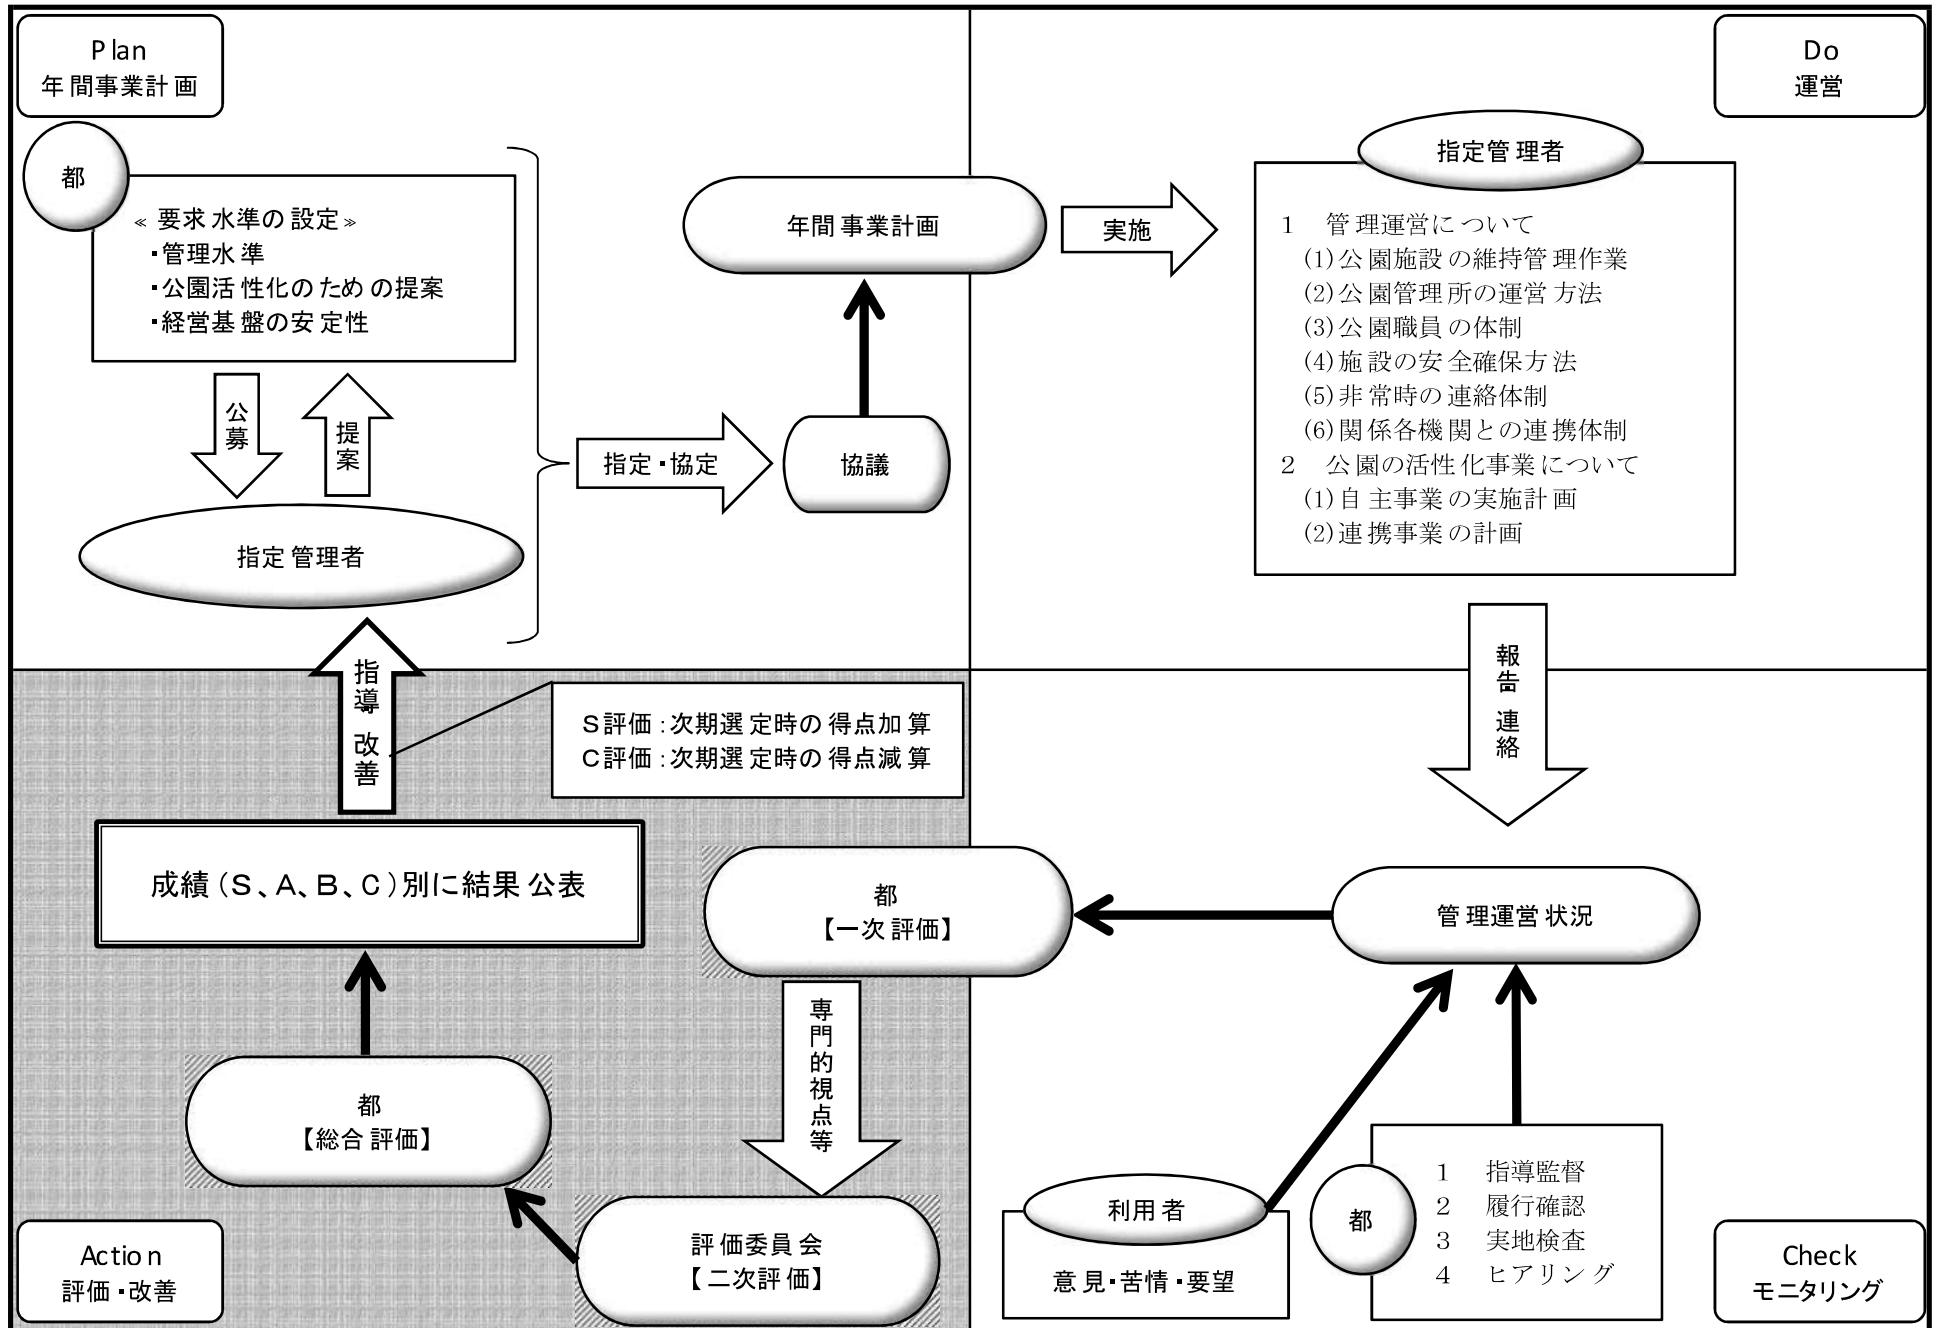 Plan
年間事業計画
都
≪ 要求水準の設定≫
・管理水準
・公園活性化のための提案
・経営基盤の安定性
公募
提案
指定管理者
指定・協定
協議
年間事業計画
実施
Do
運営
指定管理者
1 管理運営について
(1)公園施設の維持管理作業
(2)公園管理所の運営方法
(3)公園職員の体制
(4)施設の安全確保方法
(5)非常時の連絡体制
(6)関係各機関との連携体制
2 公園の活性化事業について
(1)自主事業の実施計画
(2)連携事業の計画
報告・連絡
管理運営状況
利用者
意見・苦情・要望
都
1 指導監督
2 履行確認
3 実地検査
4 ヒアリング
Check
モニタリング
都
【一次評価】
専門的視点等
評価委員会
【二次評価】
都
【総合評価】
成績(S、A、B、C)別に結果公表
指導・改善
S評価:次期選定時の得点加算
C評価:次期選定時の得点減算
Action
評価・改善